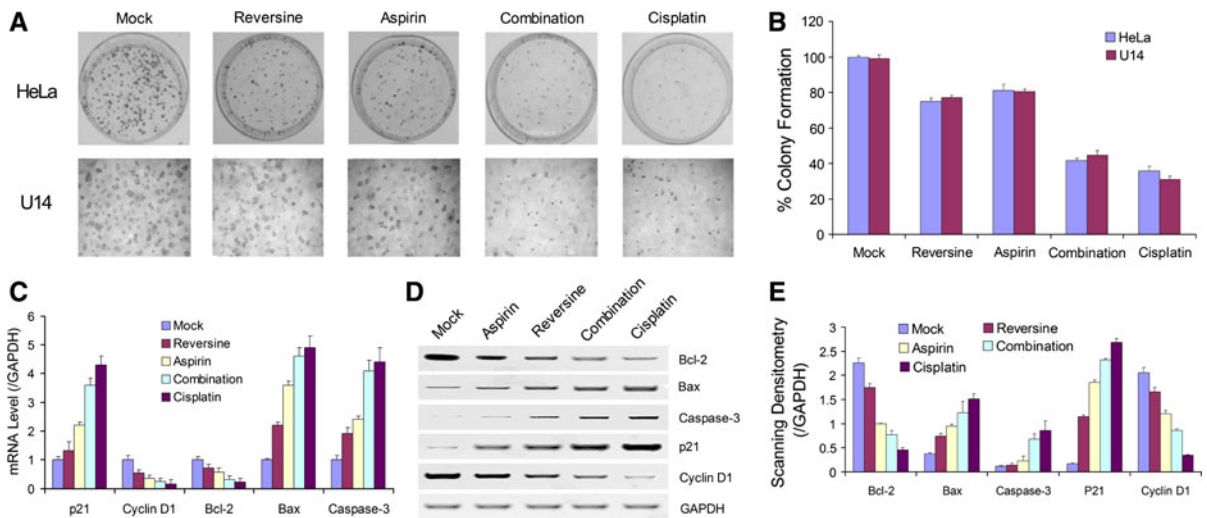 A
Mock
Reversine
Aspirin
Combination
Cisplatin
HeLa
U14
B
% Colony Formation
120
100
80
60
40
20
0
HeLa
U14
Mock
Reversine
Aspirin
Combination
Cisplatin
C
mRNA Level (/GAPDH)
6
5
4
3
2
1
0
Mock
Reversine
Aspirin
Combination
Cisplatin
p21
Cyclin D1
Bcl-2
Bax
Caspase-3
D
Mock
Aspirin
Reversine
Combination
Cisplatin
Bcl-2
Bax
Caspase-3
p21
Cyclin D1
GAPDH
E
Scanning Densitometry
(/GAPDH)
3
2.5
2
1.5
1
0.5
0
Mock
Reversine
Aspirin
Combination
Cisplatin
Bcl-2
Bax
Caspase-3
P21
Cyclin D1